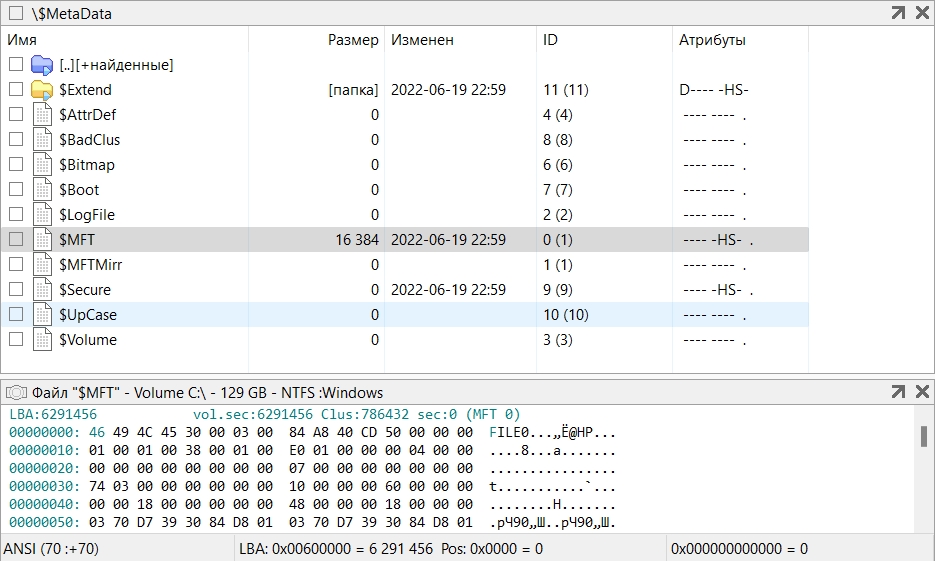 \$MetaData
Имя Размер Изменен ID Атрибуты
[..][+найденные]
$Extend [папка] 2022-06-19 22:59 11 (11) D---- -HS-
$AttrDef 0 4 (4) ---- ---- .
$BadClus 0 8 (8) ---- ---- .
$Bitmap 0 6 (6) ---- ---- .
$Boot 0 7 (7) ---- ---- .
$LogFile 0 2 (2) ---- ---- .
$MFT 16 384 2022-06-19 22:59 0 (1) ---- -HS- .
$MFTMirr 0 1 (1) ---- ---- .
$Secure 0 2022-06-19 22:59 9 (9) ---- -HS- .
$UpCase 0 10 (10) ---- ---- .
$Volume 0 3 (3) ---- ---- .
Файл "$MFT" - Volume C:\ - 129 GB - NTFS :Windows
LBA:6291456 vol.sec:6291456 Clus:786432 sec:0 (MFT 0)
00000000: 46 49 4C 45 30 00 03 00 84 A8 40 CD 50 00 00 00 FILE0...„Ё@НP...
00000010: 01 00 01 00 38 00 01 00 E0 01 00 00 00 04 00 00 ....8...а.......
00000020: 00 00 00 00 00 00 00 00 07 00 00 00 00 00 00 00 ................
00000030: 74 03 00 00 00 00 00 00 10 00 00 00 60 00 00 00 t...........`...
00000040: 00 00 18 00 00 00 00 00 48 00 00 00 18 00 00 00 ........H.......
00000050: 03 70 D7 39 30 84 D8 01 03 70 D7 39 30 84 D8 01 .pЧ90„Ш..pЧ90„Ш.
ANSI (70 :+70) LBA: 0x00600000 = 6 291 456 Pos: 0x0000 = 0 0x000000000000 = 0